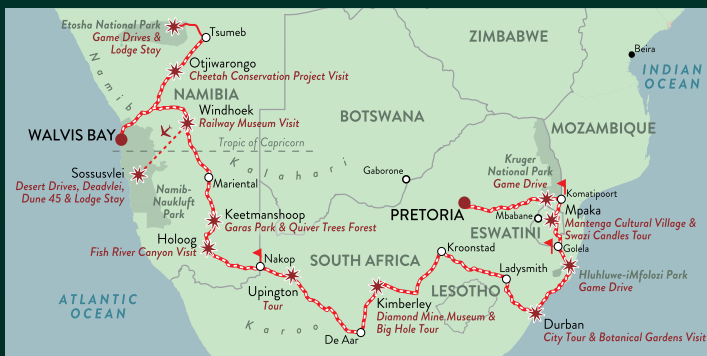 Etosha National Park
Game Drives &
Lodge Stay
Tsumeb
Otjiwarongo
Cheetah Conservation Project Visit
Namib
NAMIBIA
Windhoek
Railway Museum Visit
WALVIS BAY
Tropic of Capricorn
Kalahari
Sossusvlei
Desert Drives, Deadvlei,
Dune 45 & Lodge Stay
Namib-
Naukluft
Park
Mariental
Keetmanshoop
Garas Park & Quiver Trees Forest
Holoog
Fish River Canyon Visit
Nakop
Upington
Tour
ATLANTIC
OCEAN
Karoo
De Aar
SOUTH AFRICA
Kimberley
Diamond Mine Museum &
Big Hole Tour
Kroonstad
LESOTHO
Ladysmith
Durban
City Tour & Botanical Gardens Visit
Hluhluwe-iMfolozi Park
Game Drive
Golela
Mpaka
Mantenga Cultural Village &
Swazi Candles Tour
ESWATINI
Mbabane
Komatipoort
Kruger
National Park
Game Drive
PRETORIA
Gaborone
BOTSWANA
ZIMBABWE
MOZAMBIQUE
Beira
INDIAN
OCEAN